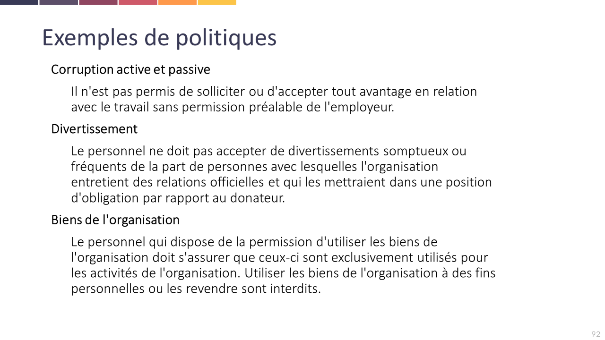 Exemples de politiques
Corruption active et passive
Il n'est pas permis de solliciter ou d'accepter tout avantage en relation
avec le travail sans permission préalable de l'employeur.
Divertissement
Le personnel ne doit pas accepter de divertissements somptueux ou
fréquents de la part de personnes avec lesquelles l'organisation
entretient des relations officielles et qui les mettraient dans une position
d'obligation par rapport au donateur.
Biens de l'organisation
Le personnel qui dispose de la permission d'utiliser les biens de
l'organisation doit s'assurer que ceux-ci sont exclusivement utilisés pour
les activités de l'organisation. Utiliser les biens de l'organisation à des fins
personnelles ou les revendre sont interdits.
92